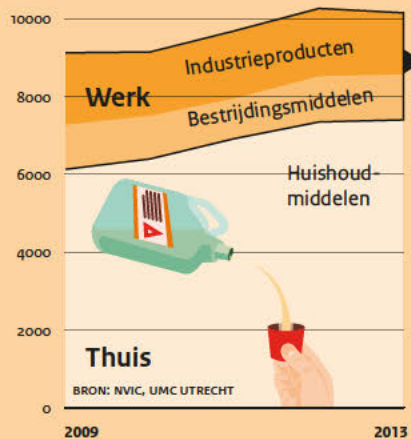 10000
Industrieproducten
8000
Werk
Bestrijdingsmiddelen
6000
Huishoud-
middelen
4000
2000
Thuis
BRON: NVIC, UMC UTRECHT
0
2009
2013